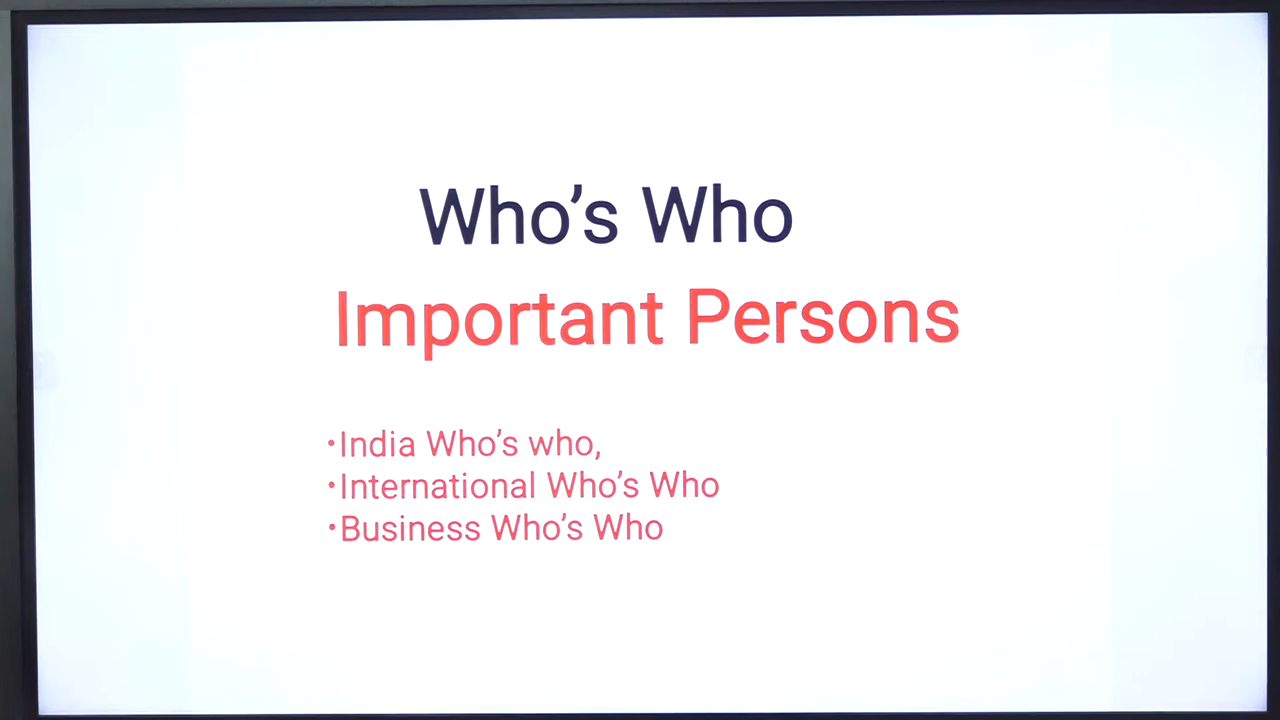 Who’s Who
Important Persons
•India Who’s who,
•International Who’s Who
•Business Who’s Who